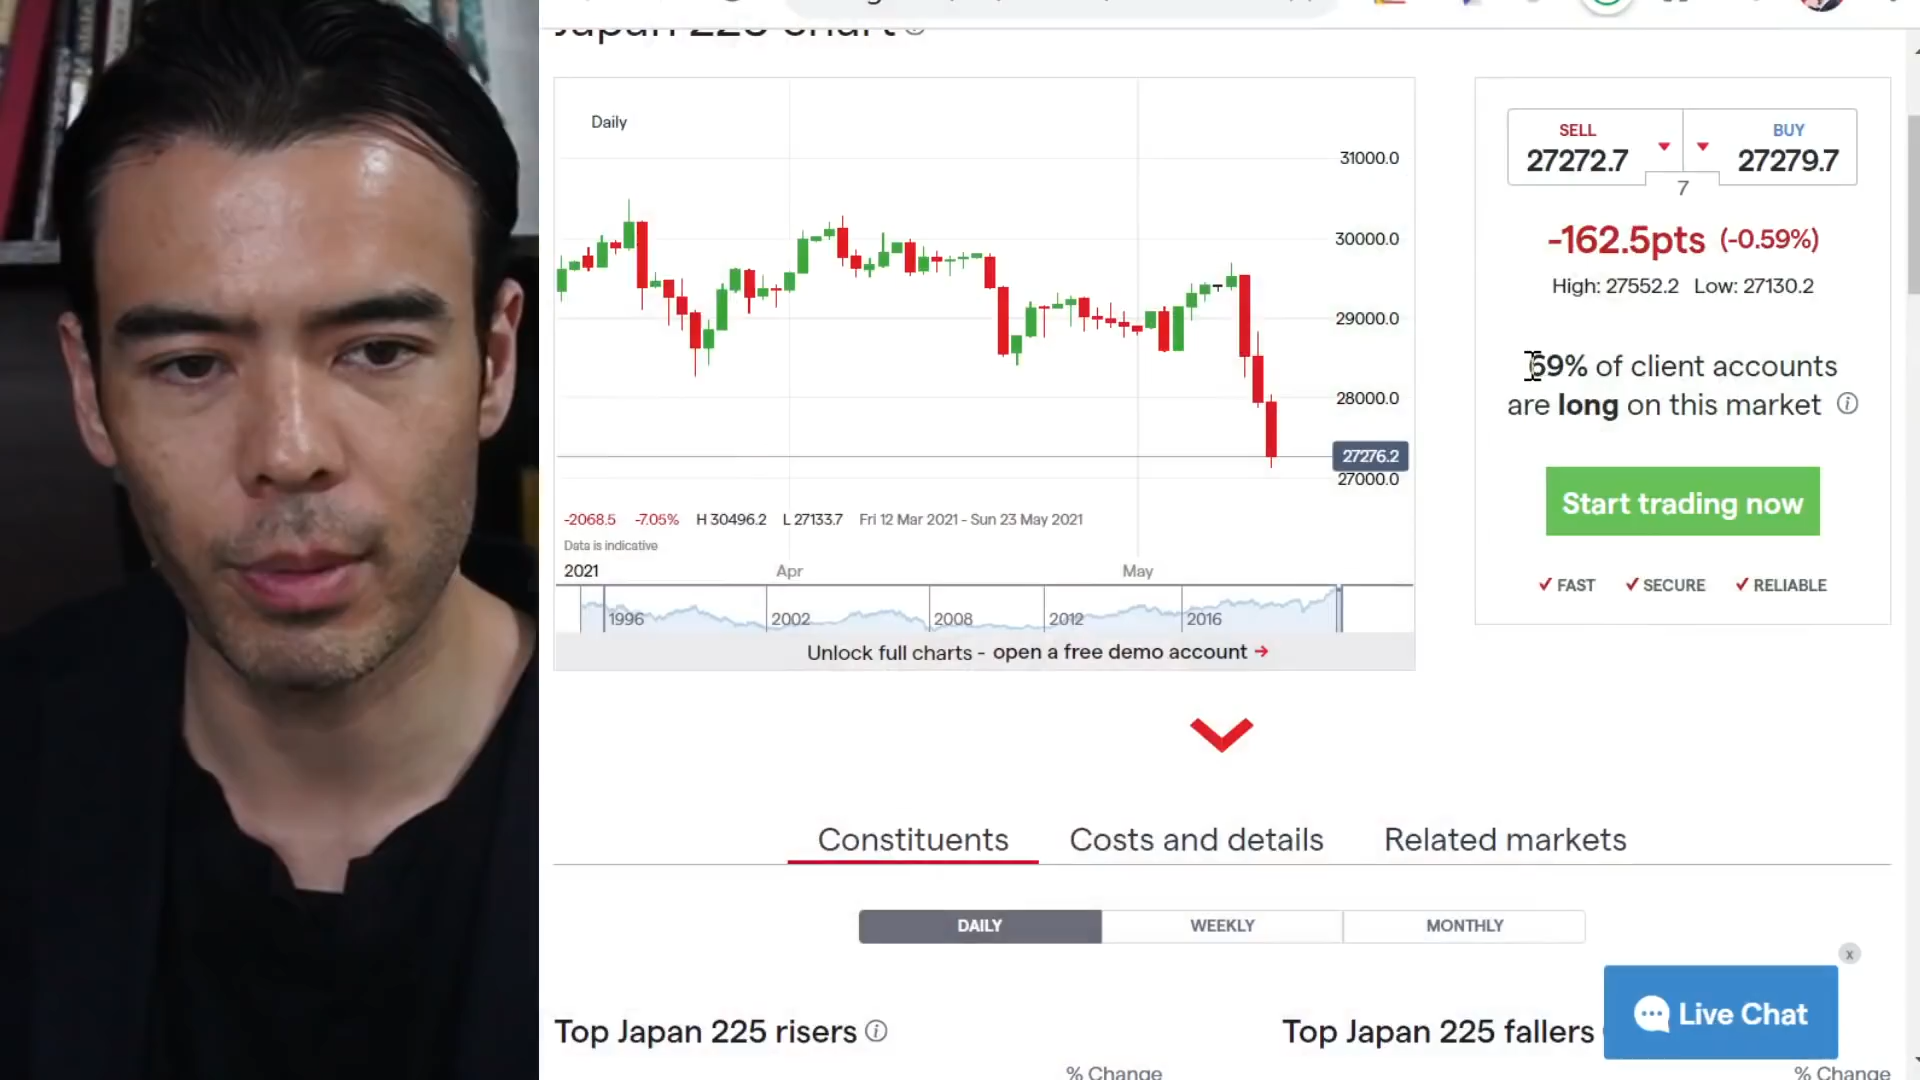 Japan 225 chart
Daily
31000.0
30000.0
29000.0
28000.0
27276.2
27000.0
-2068.5 -7.05% H 30496.2 L 27133.7 Fri 12 Mar 2021 - Sun 23 May 2021
Data is indicative
2021 Apr May
1996 2002 2008 2012 2016
Unlock full charts - open a free demo account →
SELL BUY
27272.7 27279.7
7
-162.5pts (-0.59%)
High: 27552.2 Low: 27130.2
69% of client accounts
are long on this market
Start trading now
FAST SECURE RELIABLE
Constituents Costs and details Related markets
DAILY WEEKLY MONTHLY
x
Live Chat
Top Japan 225 risers Top Japan 225 fallers
% Change % Change